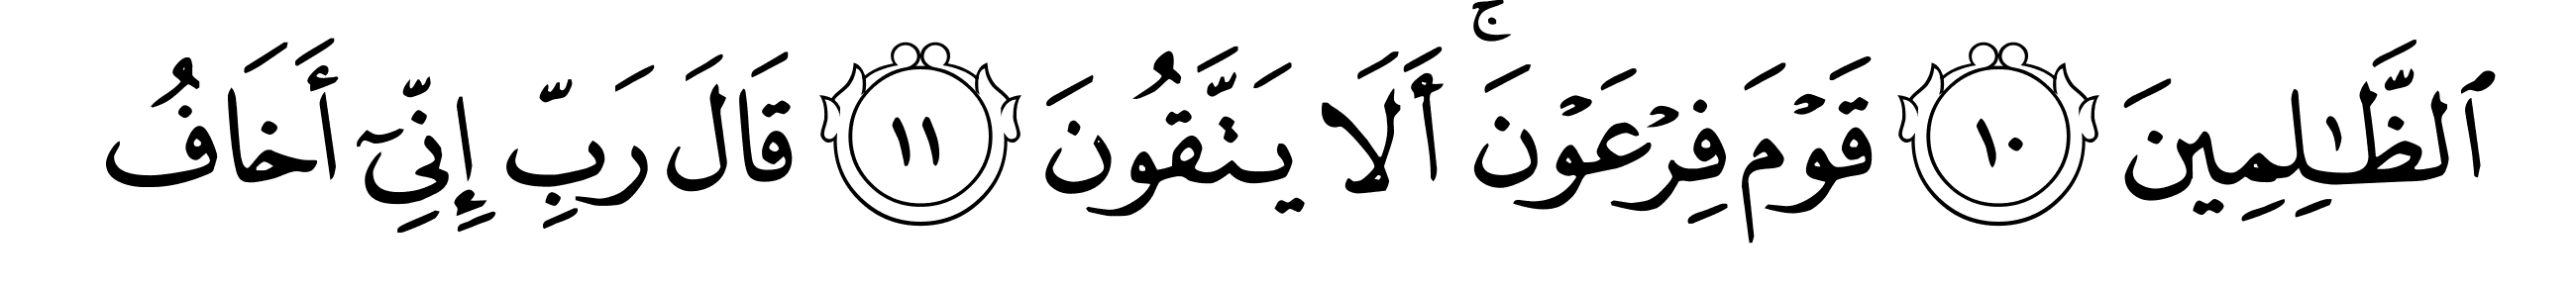 ٱلظَّٰلِمِينَ ١٠ قَوْمَ فِرْعَوْنَۚ أَلَا يَتَّقُونَ ١١ قَالَ رَبِّ إِنِّيٓ أَخَافُ